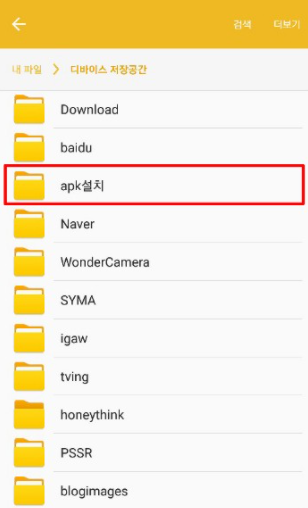 검색 더보기
내 파일 > 디바이스 저장공간
Download
baidu
apk설치
Naver
WonderCamera
SYMA
igaw
tving
honeythink
PSSR
blogimages